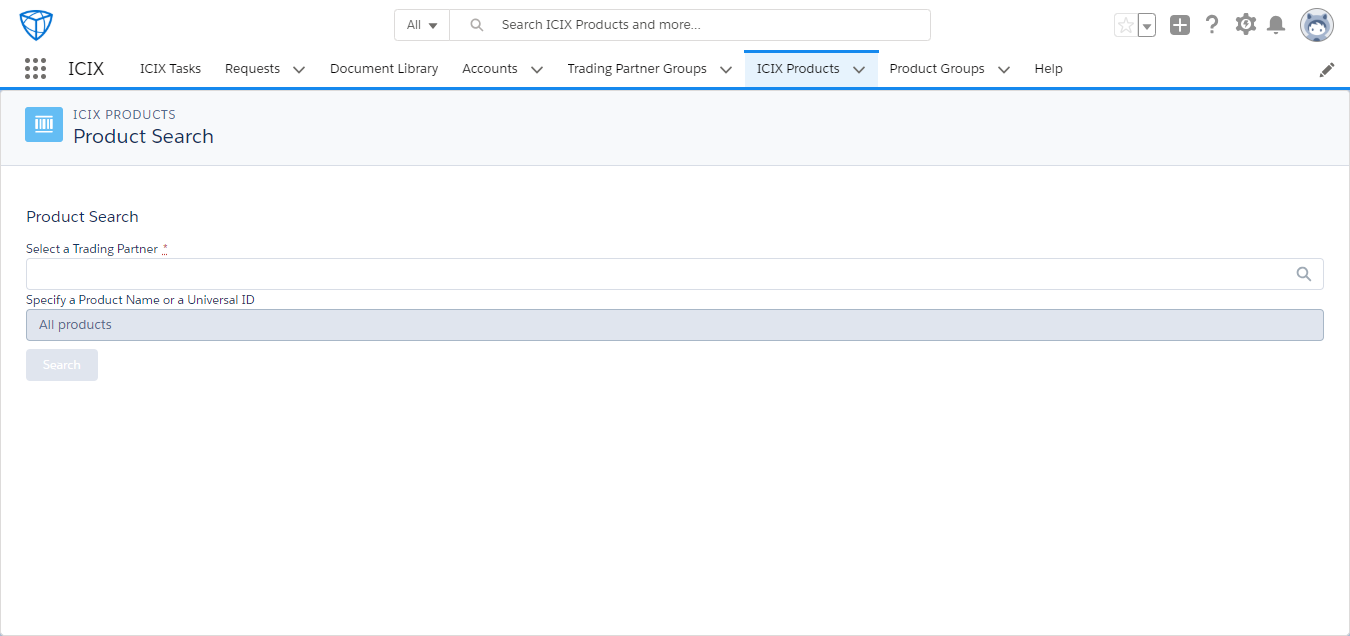 All Search ICIX Products and more...
ICIX ICIX Tasks Requests Document Library Accounts Trading Partner Groups ICIX Products Product Groups Help
ICIX PRODUCTS
Product Search
Product Search
Select a Trading Partner *
Specify a Product Name or a Universal ID
All products
Search